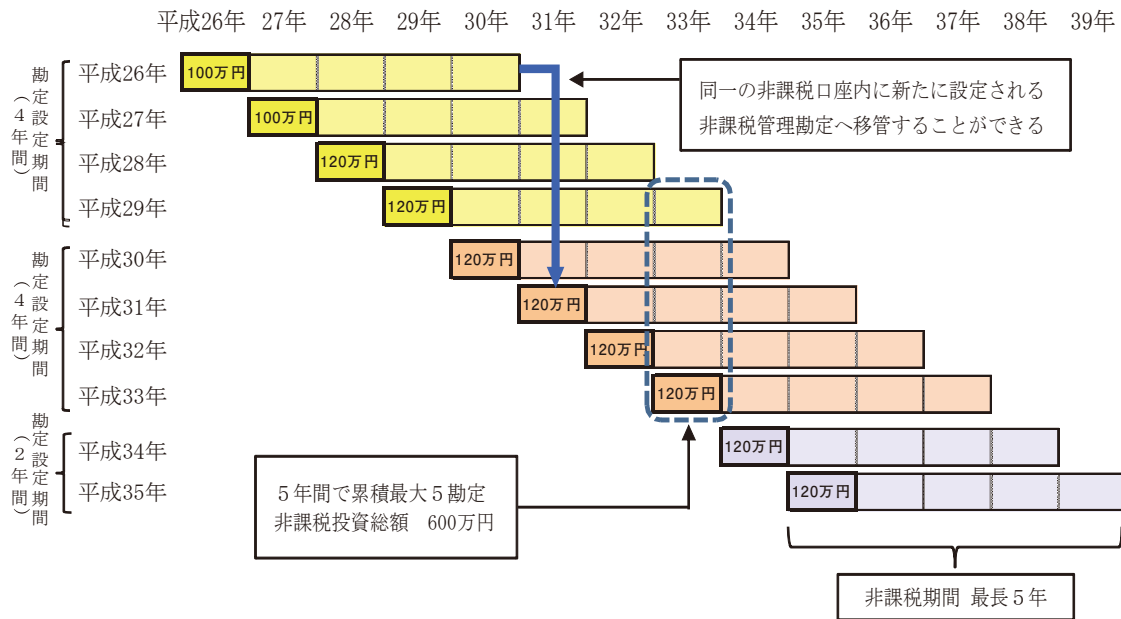 平成26年 27年 28年 29年 30年 31年 32年 33年 34年 35年 36年 37年 38年 39年
勘定設定期間
（4年間）
平成26年 100万円
平成27年 100万円
平成28年 120万円
平成29年 120万円
同一の非課税口座内に新たに設定される
非課税管理勘定へ移管することができる
勘定設定期間
（4年間）
平成30年 120万円
平成31年 120万円
平成32年 120万円
平成33年 120万円
勘定設定期間
（2年間）
平成34年 120万円
平成35年 120万円
５年間で累積最大５勘定
非課税投資総額　600万円
非課税期間 最長５年